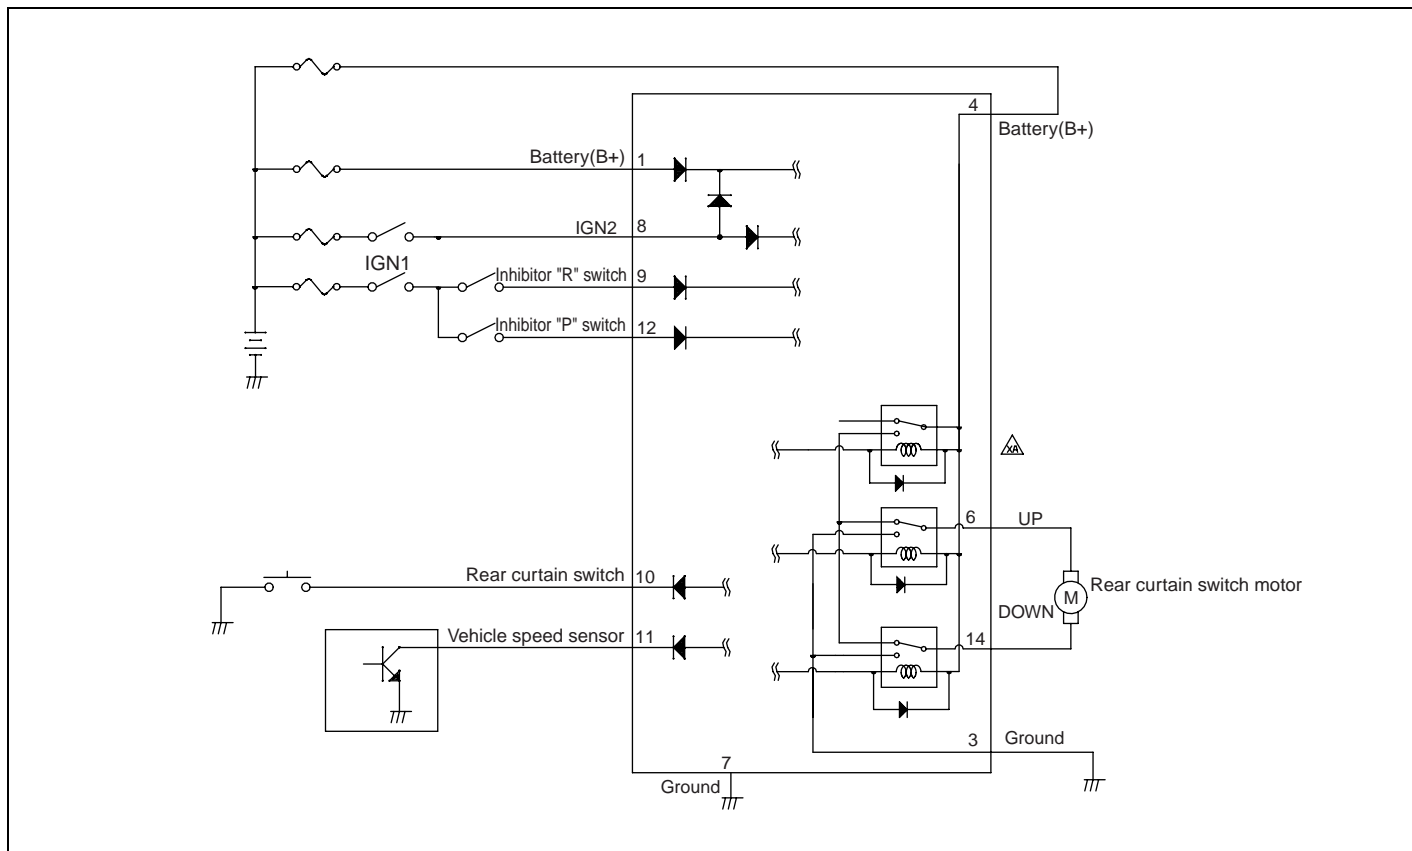 4
Battery(B+)
Battery(B+) 1
IGN2 8
IGN1
Inhibitor "R" switch 9
Inhibitor "P" switch 12
XA
6 UP
Rear curtain switch 10
Rear curtain switch motor
M
DOWN
Vehicle speed sensor 11
14
3 Ground
7
Ground